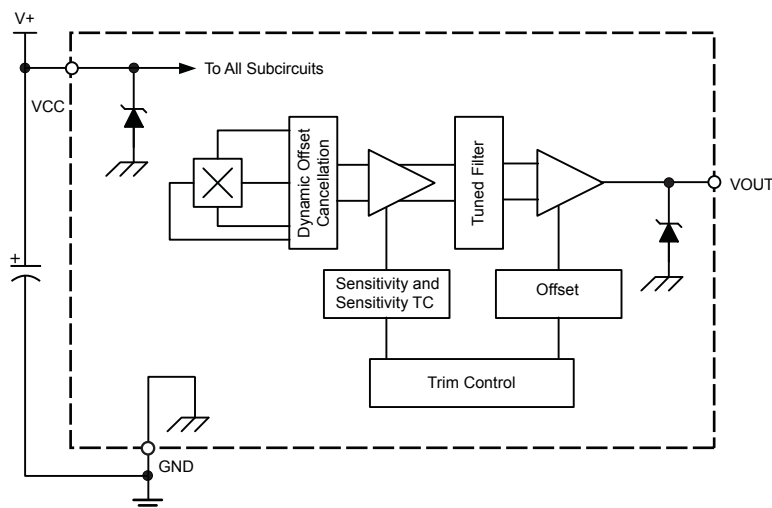 V+
To All Subcircuits
VCC
Dynamic Offset
Cancellation
Tuned Filter
VOUT
+
Sensitivity and
Sensitivity TC
Offset
Trim Control
GND